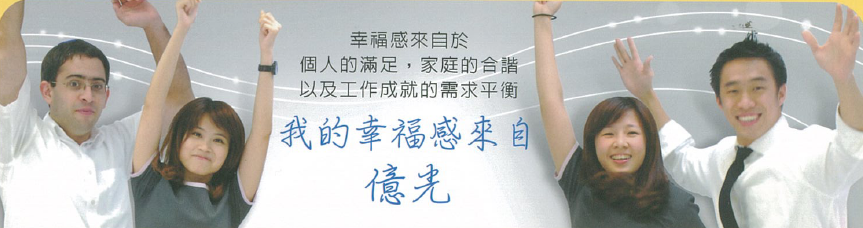 幸福感來自於
個人的滿足，家庭的合諧
以及工作成就的需求平衡
我的幸福感來自
億光